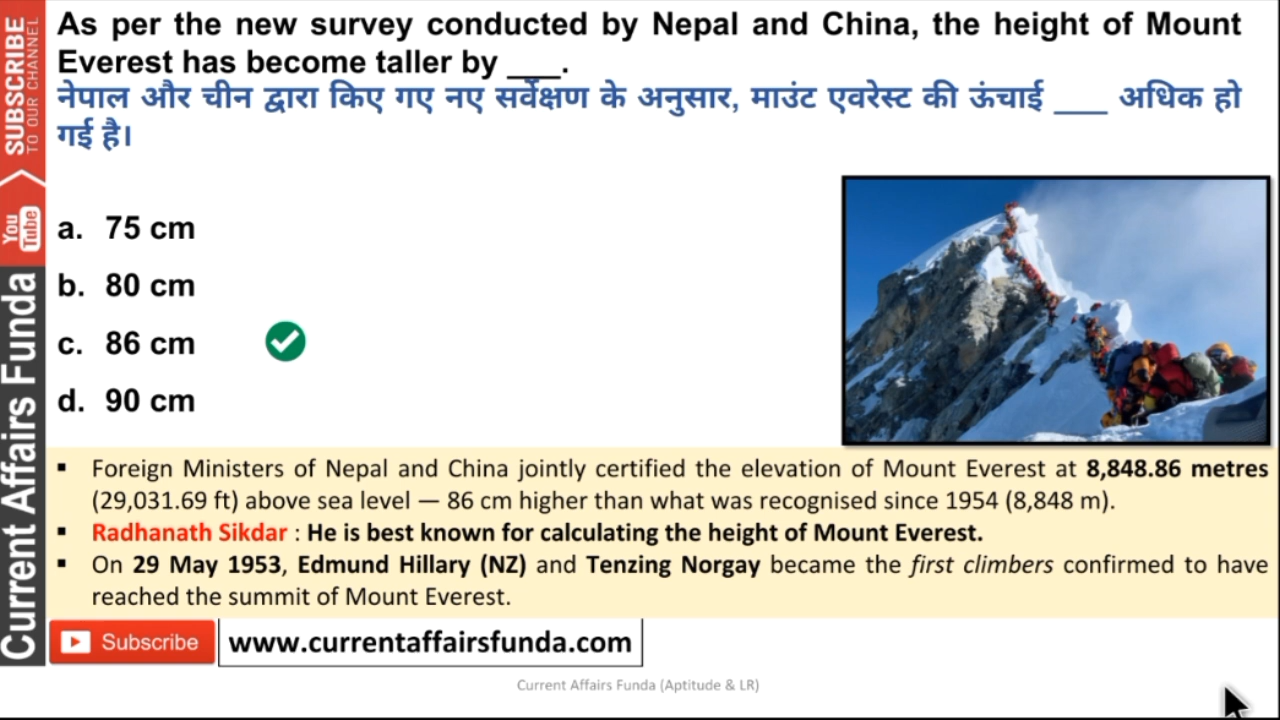 As per the new survey conducted by Nepal and China, the height of Mount
Everest has become taller by ___.
नेपाल और चीन द्वारा किए गए नए सर्वेक्षण के अनुसार, माउंट एवरेस्ट की ऊंचाई ___ अधिक हो
गई है।
a. 75 cm
b. 80 cm
c. 86 cm
d. 90 cm
▪ Foreign Ministers of Nepal and China jointly certified the elevation of Mount Everest at 8,848.86 metres
(29,031.69 ft) above sea level — 86 cm higher than what was recognised since 1954 (8,848 m).
▪ Radhanath Sikdar : He is best known for calculating the height of Mount Everest.
▪ On 29 May 1953, Edmund Hillary (NZ) and Tenzing Norgay became the first climbers confirmed to have
reached the summit of Mount Everest.
Subscribe
www.currentaffairsfunda.com
Current Affairs Funda (Aptitude & LR)
SUBSCRIBE
TO OUR CHANNEL
You
Tube
Current Affairs Funda